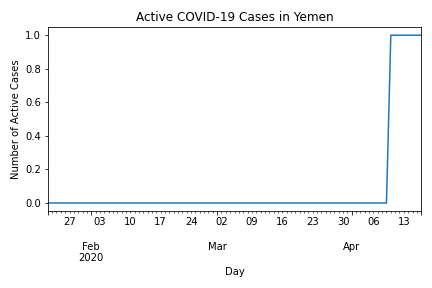 Active COVID-19 Cases in Yemen
Number of Active Cases
1.0
0.8
0.6
0.4
0.2
0.0
27 03 10 17 24 02 09 16 23 30 06 13
Feb Mar Apr
2020
Day